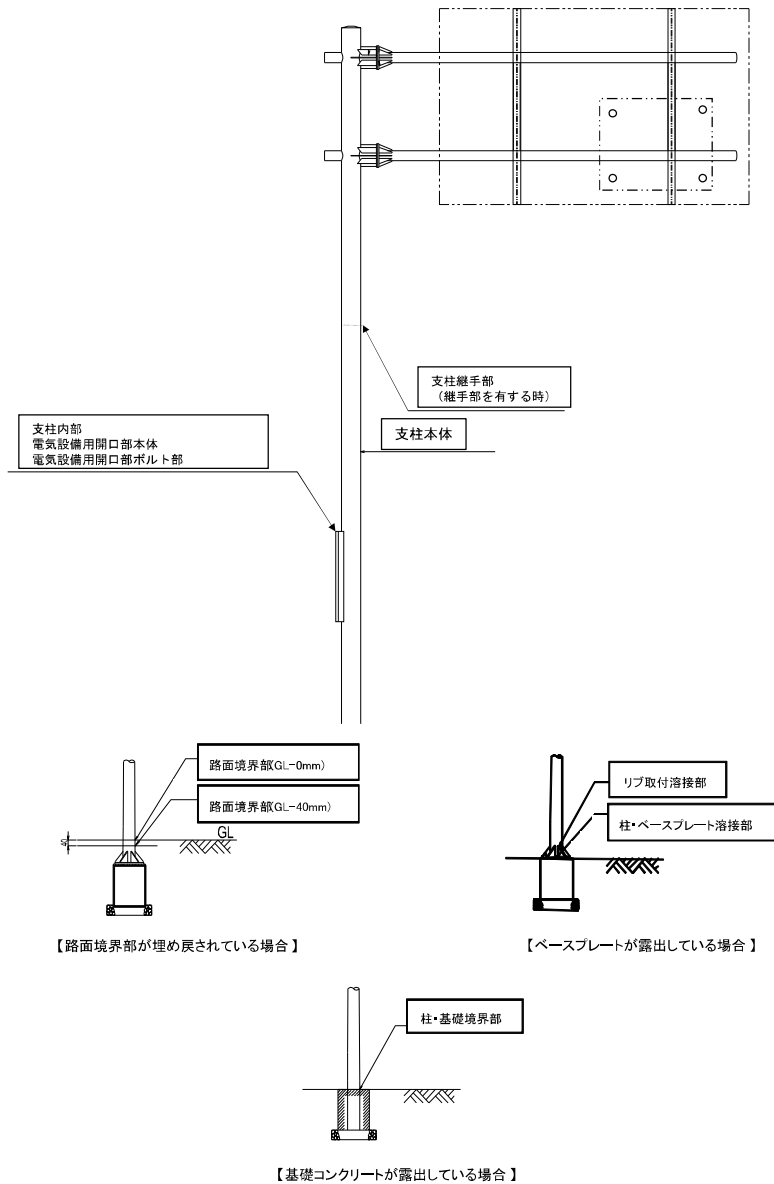 支柱継手部
（継手部を有する時）
支柱本体
支柱内部
電気設備用開口部本体
電気設備用開口部ボルト部
路面境界部(GL-0mm)
路面境界部(GL-40mm)
GL
40
【路面境界部が埋め戻されている場合】
リブ取付溶接部
柱・ベースプレート溶接部
【ベースプレートが露出している場合】
柱・基礎境界部
【基礎コンクリートが露出している場合】